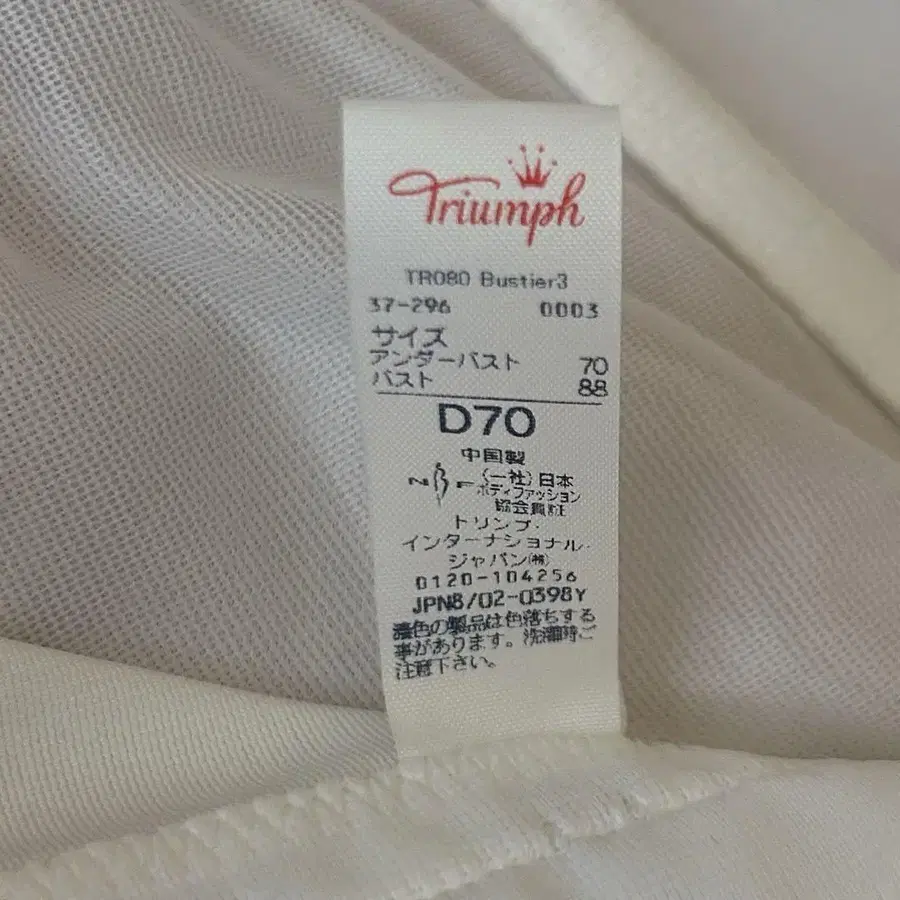 Triumph
TR080 Bustier3
37-296 0003
サイズ
アンダーバスト 70
バスト 88
D70
中国製
NBF (一社)日本
ボディファッション
協会員証
トリンプ・
インターナショナル・
ジャパン㈱
0120-104256
JPN8/02-0398Y
濃色の製品は色落ちする
事があります。洗濯時ご
注意下さい。